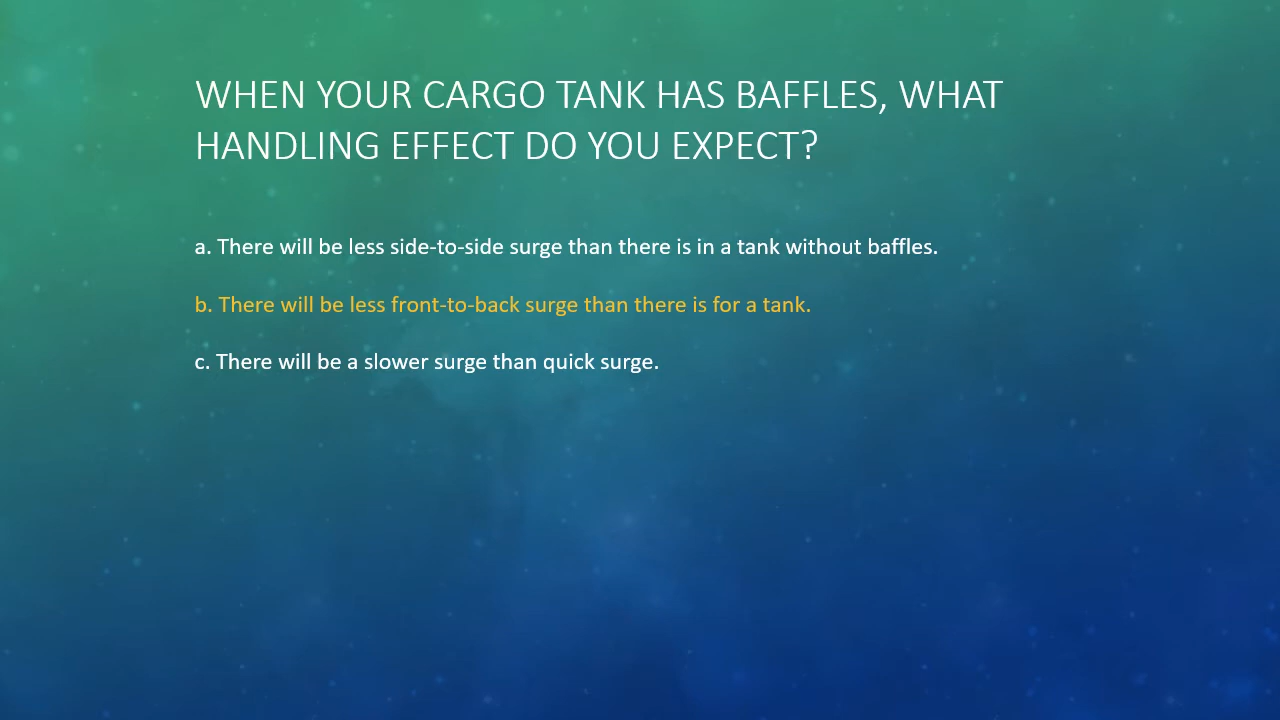 WHEN YOUR CARGO TANK HAS BAFFLES, WHAT
HANDLING EFFECT DO YOU EXPECT?
a. There will be less side-to-side surge than there is in a tank without baffles.
b. There will be less front-to-back surge than there is for a tank.
c. There will be a slower surge than quick surge.